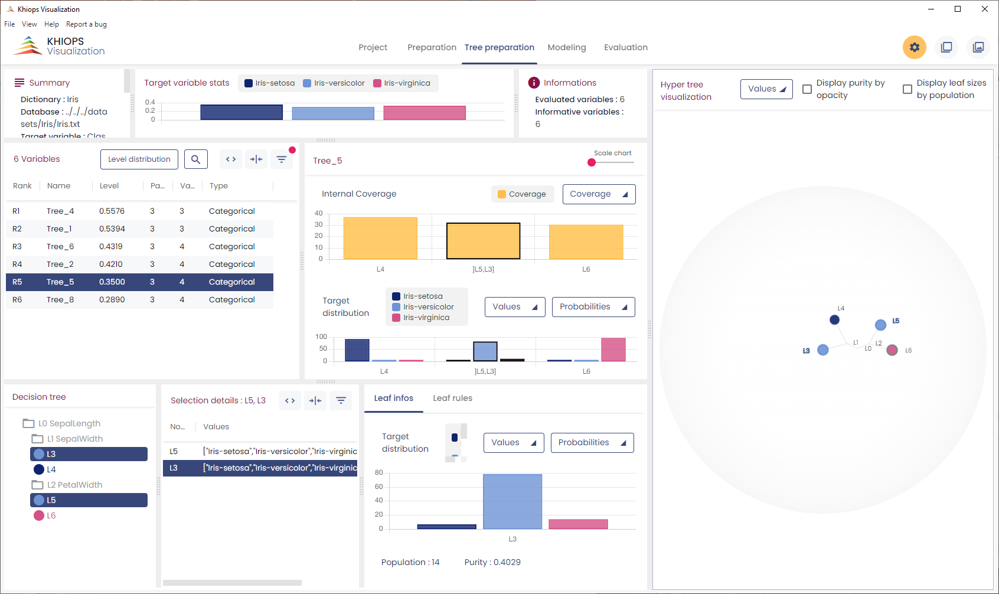 Khiops Visualization
File View Help Report a bug
KHIOPS
Visualization
Project Preparation Tree preparation Modeling Evaluation
Summary
Dictionary : Iris
Database : ../../../data
sets/Iris/Iris.txt
Target variable : Clas
Target variable stats Iris-setosa Iris-versicolor Iris-virginica
0.4
0.2
0
Informations
Evaluated variables : 6
Informative variables :
6
Hyper tree
visualization
Values
Display purity by
opacity
Display leaf sizes
by population
6 Variables Level distribution
Rank Name Level Pa... Va... Type
R1 Tree_4 0.5576 3 3 Categorical
R2 Tree_1 0.5394 3 3 Categorical
R3 Tree_6 0.4319 3 4 Categorical
R4 Tree_2 0.4210 3 4 Categorical
R5 Tree_5 0.3500 3 4 Categorical
R6 Tree_8 0.2890 3 4 Categorical
Tree_5 Scale chart
Internal Coverage Coverage Coverage
40
30
20
10
0
L4 ]L5,L3] L6
Target
distribution
Iris-setosa
Iris-versicolor
Iris-virginica
Values Probabilities
100
50
0
L4 ]L5,L3] L6
L4
L5
L1
L2
L0
L3
L6
Decision tree
L0 SepalLength
L1 SepalWidth
L3
L4
L2 PetalWidth
L5
L6
Selection details : L5, L3
No... Values
L5 ["Iris-setosa","Iris-versicolor","Iris-virginic
L3 ["Iris-setosa","Iris-versicolor","Iris-virginic
Leaf infos Leaf rules
Target
distribution
Values Probabilities
80
60
40
20
0
L3
Population : 14 Purity : 0.4029